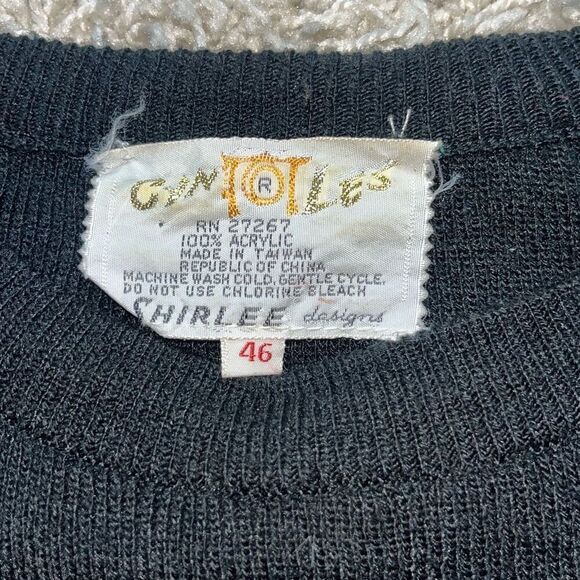 ®
RN 27267
100% ACRYLIC
MADE IN TAIWAN
REPUBLIC OF CHINA
MACHINE WASH COLD, GENTLE CYCLE.
DO NOT USE CHLORINE BLEACH
SHIRLEE designs
46